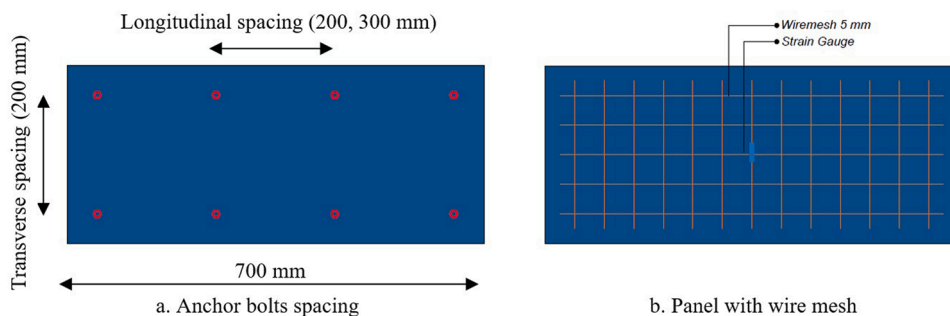 Longitudinal spacing (200, 300 mm)
Transverse spacing (200 mm)
700 mm
a. Anchor bolts spacing
Wiremesh 5 mm
Strain Gauge
b. Panel with wire mesh